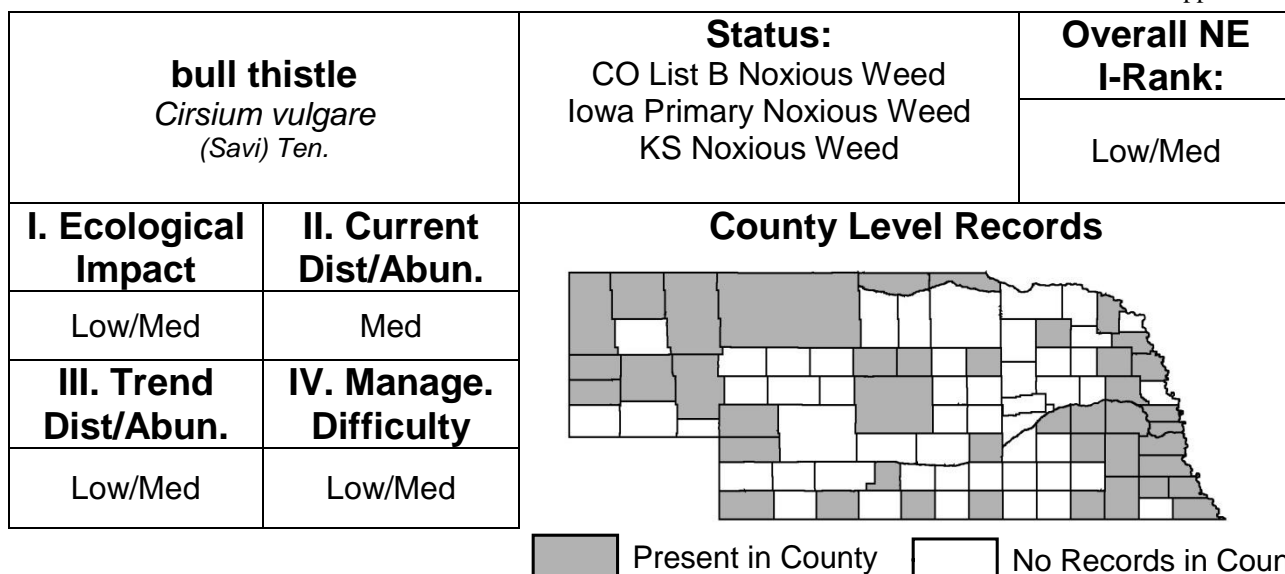 bull thistle
Cirsium vulgare
(Savi) Ten.
Status:
CO List B Noxious Weed
Iowa Primary Noxious Weed
KS Noxious Weed
Overall NE
I-Rank:
Low/Med
I. Ecological
Impact
II. Current
Dist/Abun.
Low/Med
Med
III. Trend
Dist/Abun.
IV. Manage.
Difficulty
Low/Med
Low/Med
County Level Records
Present in County
No Records in